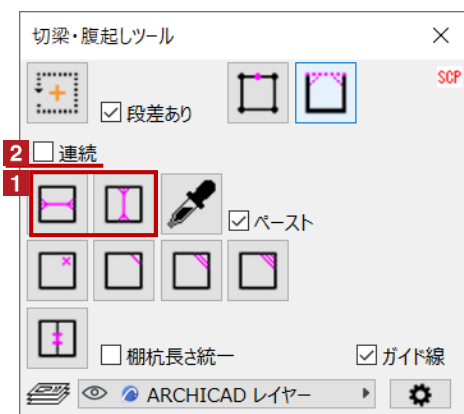 切梁・腹起しツール
SCP
段差あり
2 連続
1
ペースト
棚杭長さ統一 ガイド線
ARCHICAD レイヤー